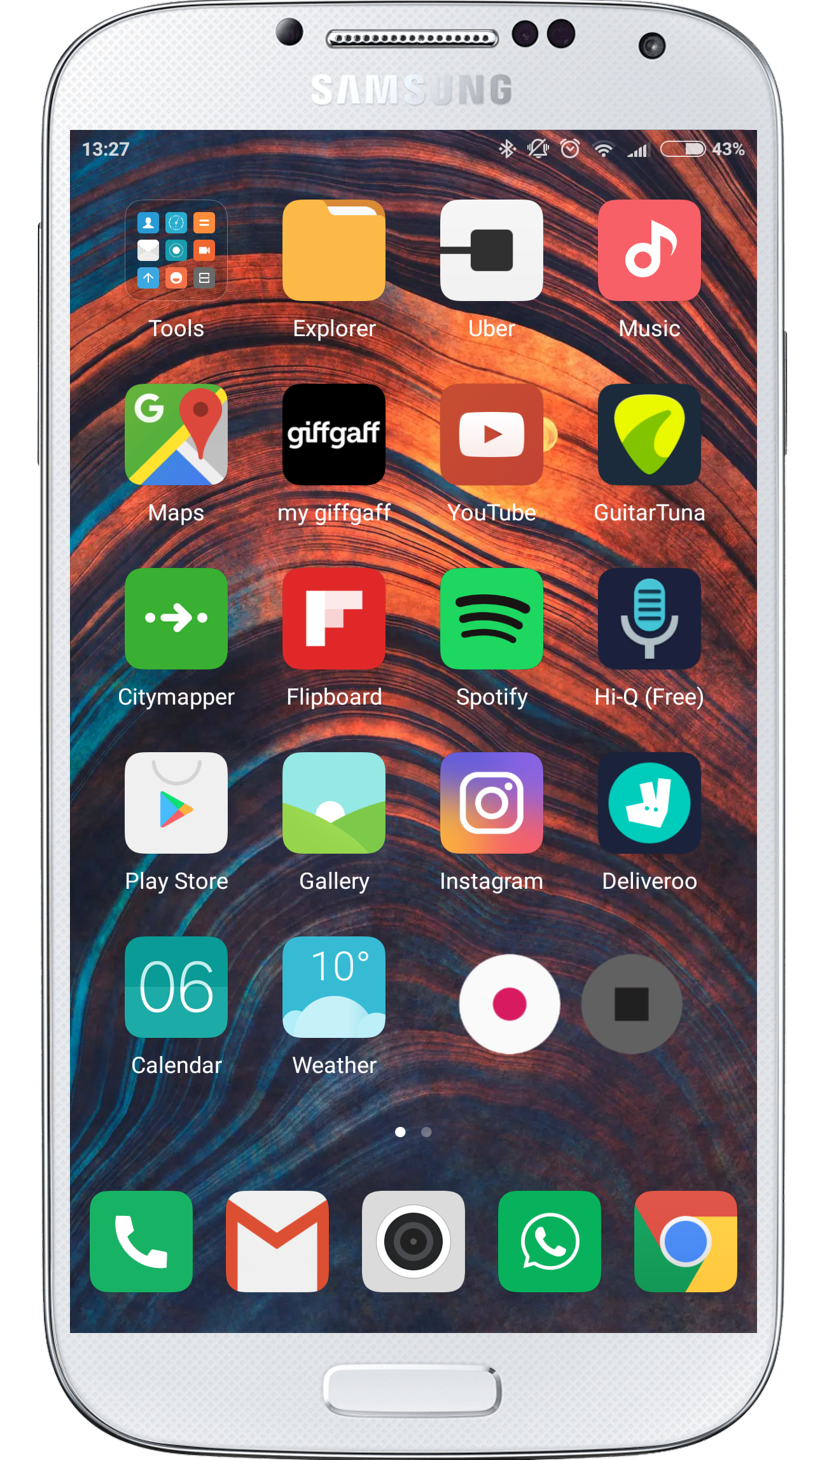 SAMSUNG
13:27 43%
Tools Explorer Uber Music
G
giffgaff
Maps my giffgaff YouTube GuitarTuna
Citymapper Flipboard Spotify Hi-Q (Free)
Play Store Gallery Instagram Deliveroo
06 10°
Calendar Weather